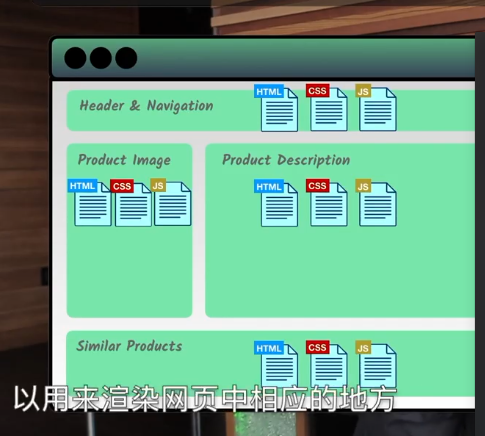 Header & Navigation
HTML CSS JS
Product Image
HTML CSS JS
Product Description
HTML CSS JS
Similar Products
HTML CSS JS
以用来渲染网页中相应的地方